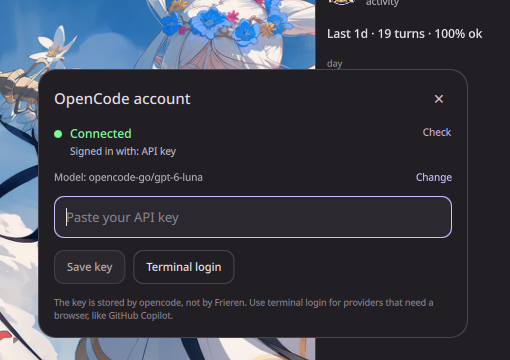 activity
Last 1d · 19 turns · 100% ok
day
OpenCode account
Connected
Check
Signed in with: API key
Model: opencode-go/gpt-6-luna
Change
Paste your API key
Save key
Terminal login
The key is stored by opencode, not by Frieren. Use terminal login for providers that need a
browser, like GitHub Copilot.